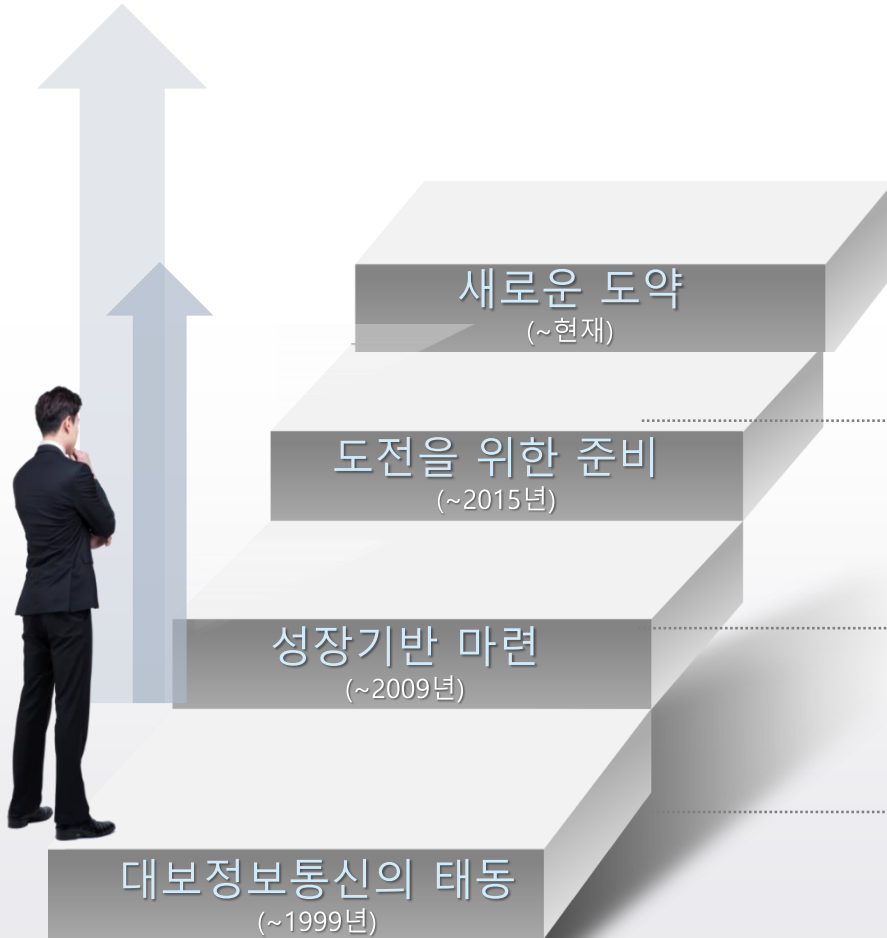 새로운 도약
(~현재)
도전을 위한 준비
(~2015년)
성장기반 마련
(~2009년)
대보정보통신의 태동
(~1999년)